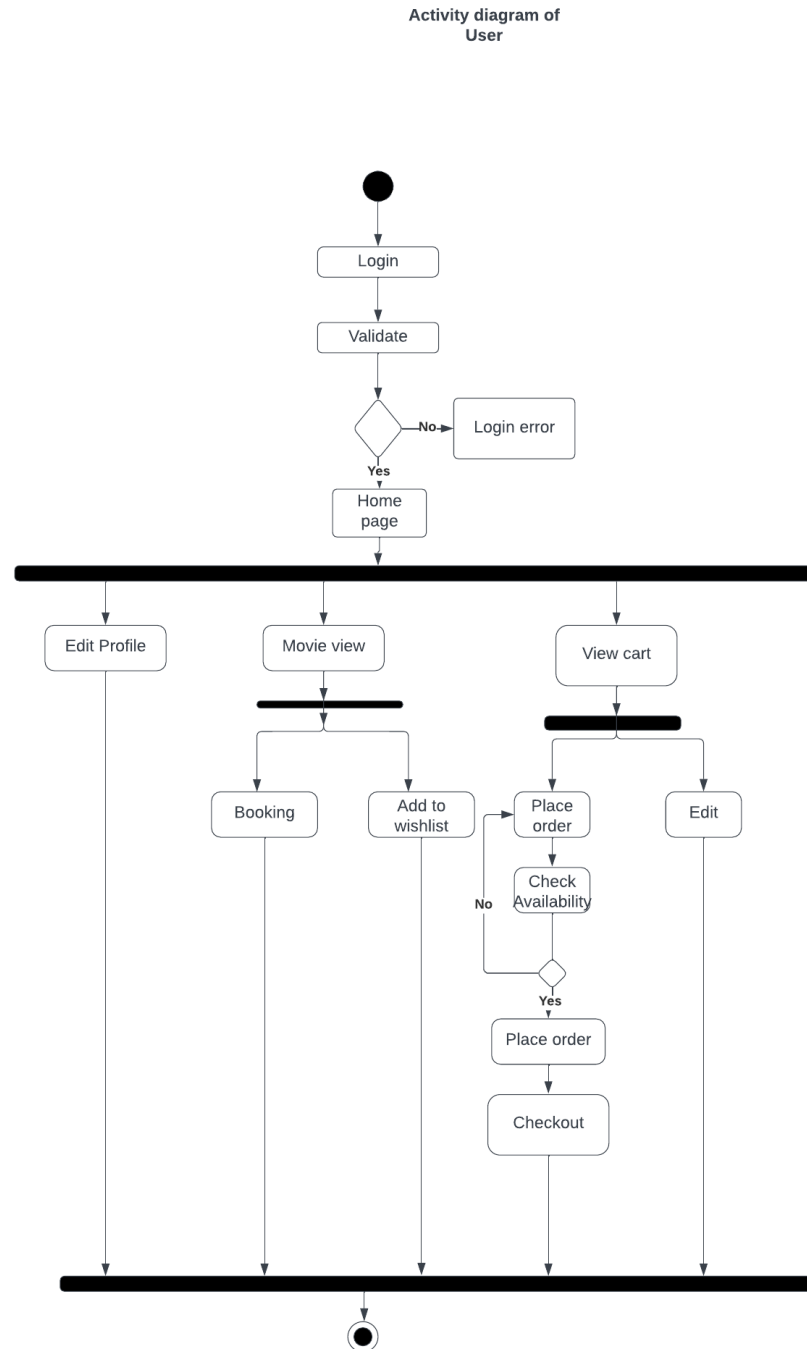 Activity diagram of
User
Login
Validate
No
Login error
Yes
Home
page
Edit Profile
Movie view
View cart
Booking
Add to
wishlist
Place
order
Edit
Check
Availability
No
Yes
Place order
Checkout